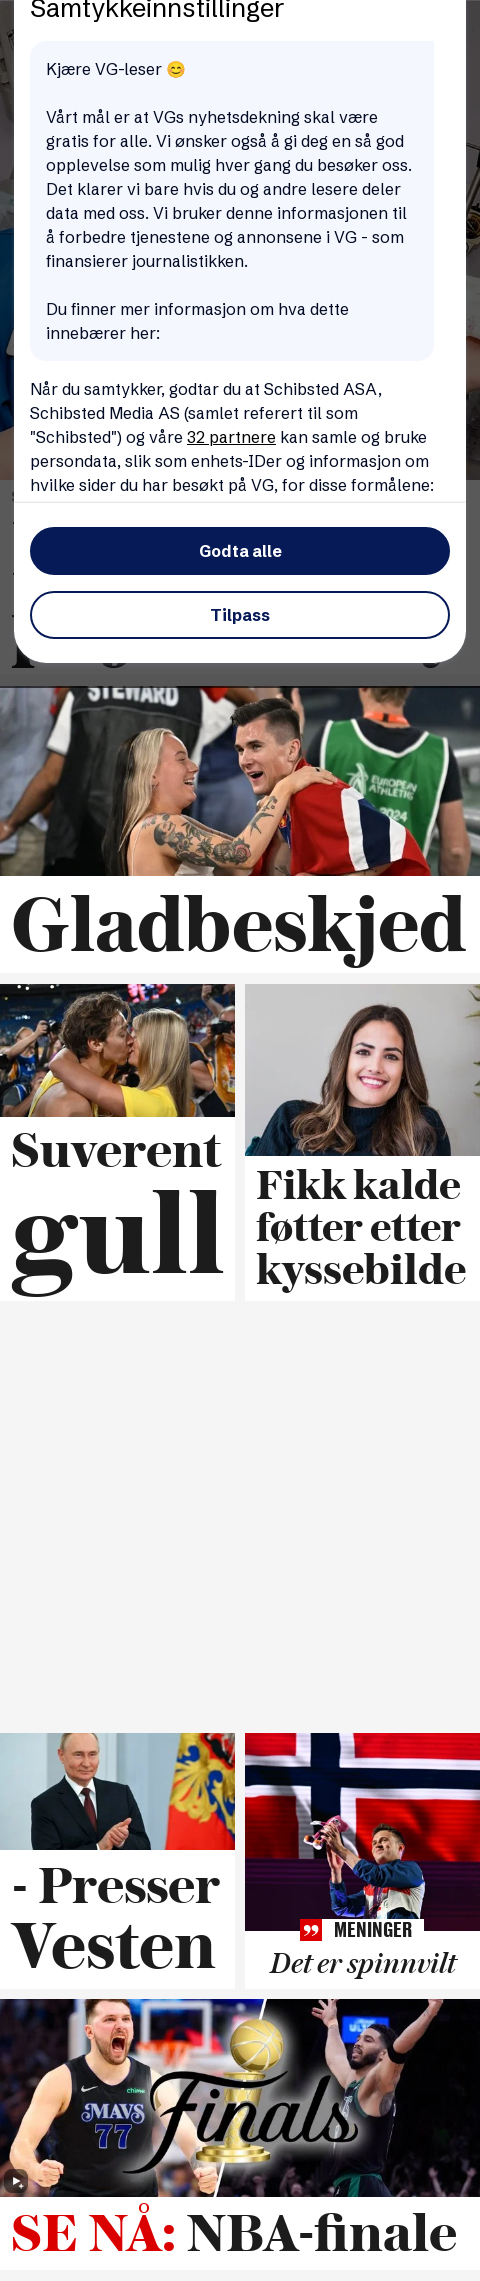 Samtykkeinnstillinger
Kjære VG-leser 😊
Vårt mål er at VGs nyhetsdekning skal være
gratis for alle. Vi ønsker også å gi deg en så god
opplevelse som mulig hver gang du besøker oss.
Det klarer vi bare hvis du og andre lesere deler
data med oss. Vi bruker denne informasjonen til
å forbedre tjenestene og annonsene i VG - som
finansierer journalistikken.
Du finner mer informasjon om hva dette
innebærer her:
Når du samtykker, godtar du at Schibsted ASA,
Schibsted Media AS (samlet referert til som
"Schibsted") og våre 32 partnere kan samle og bruke
persondata, slik som enhets-IDer og informasjon om
hvilke sider du har besøkt på VG, for disse formålene:
Godta alle
Tilpass
STEWARD
EUROPEAN
ATHLETIC
2024
Gladbeskjed
Suverent
gull
Fikk kalde
føtter etter
kyssebilde
- Presser
Vesten
MENINGER
Det er spinnvilt
chime
MAVS
77
Finals
SE NÅ: NBA-finale